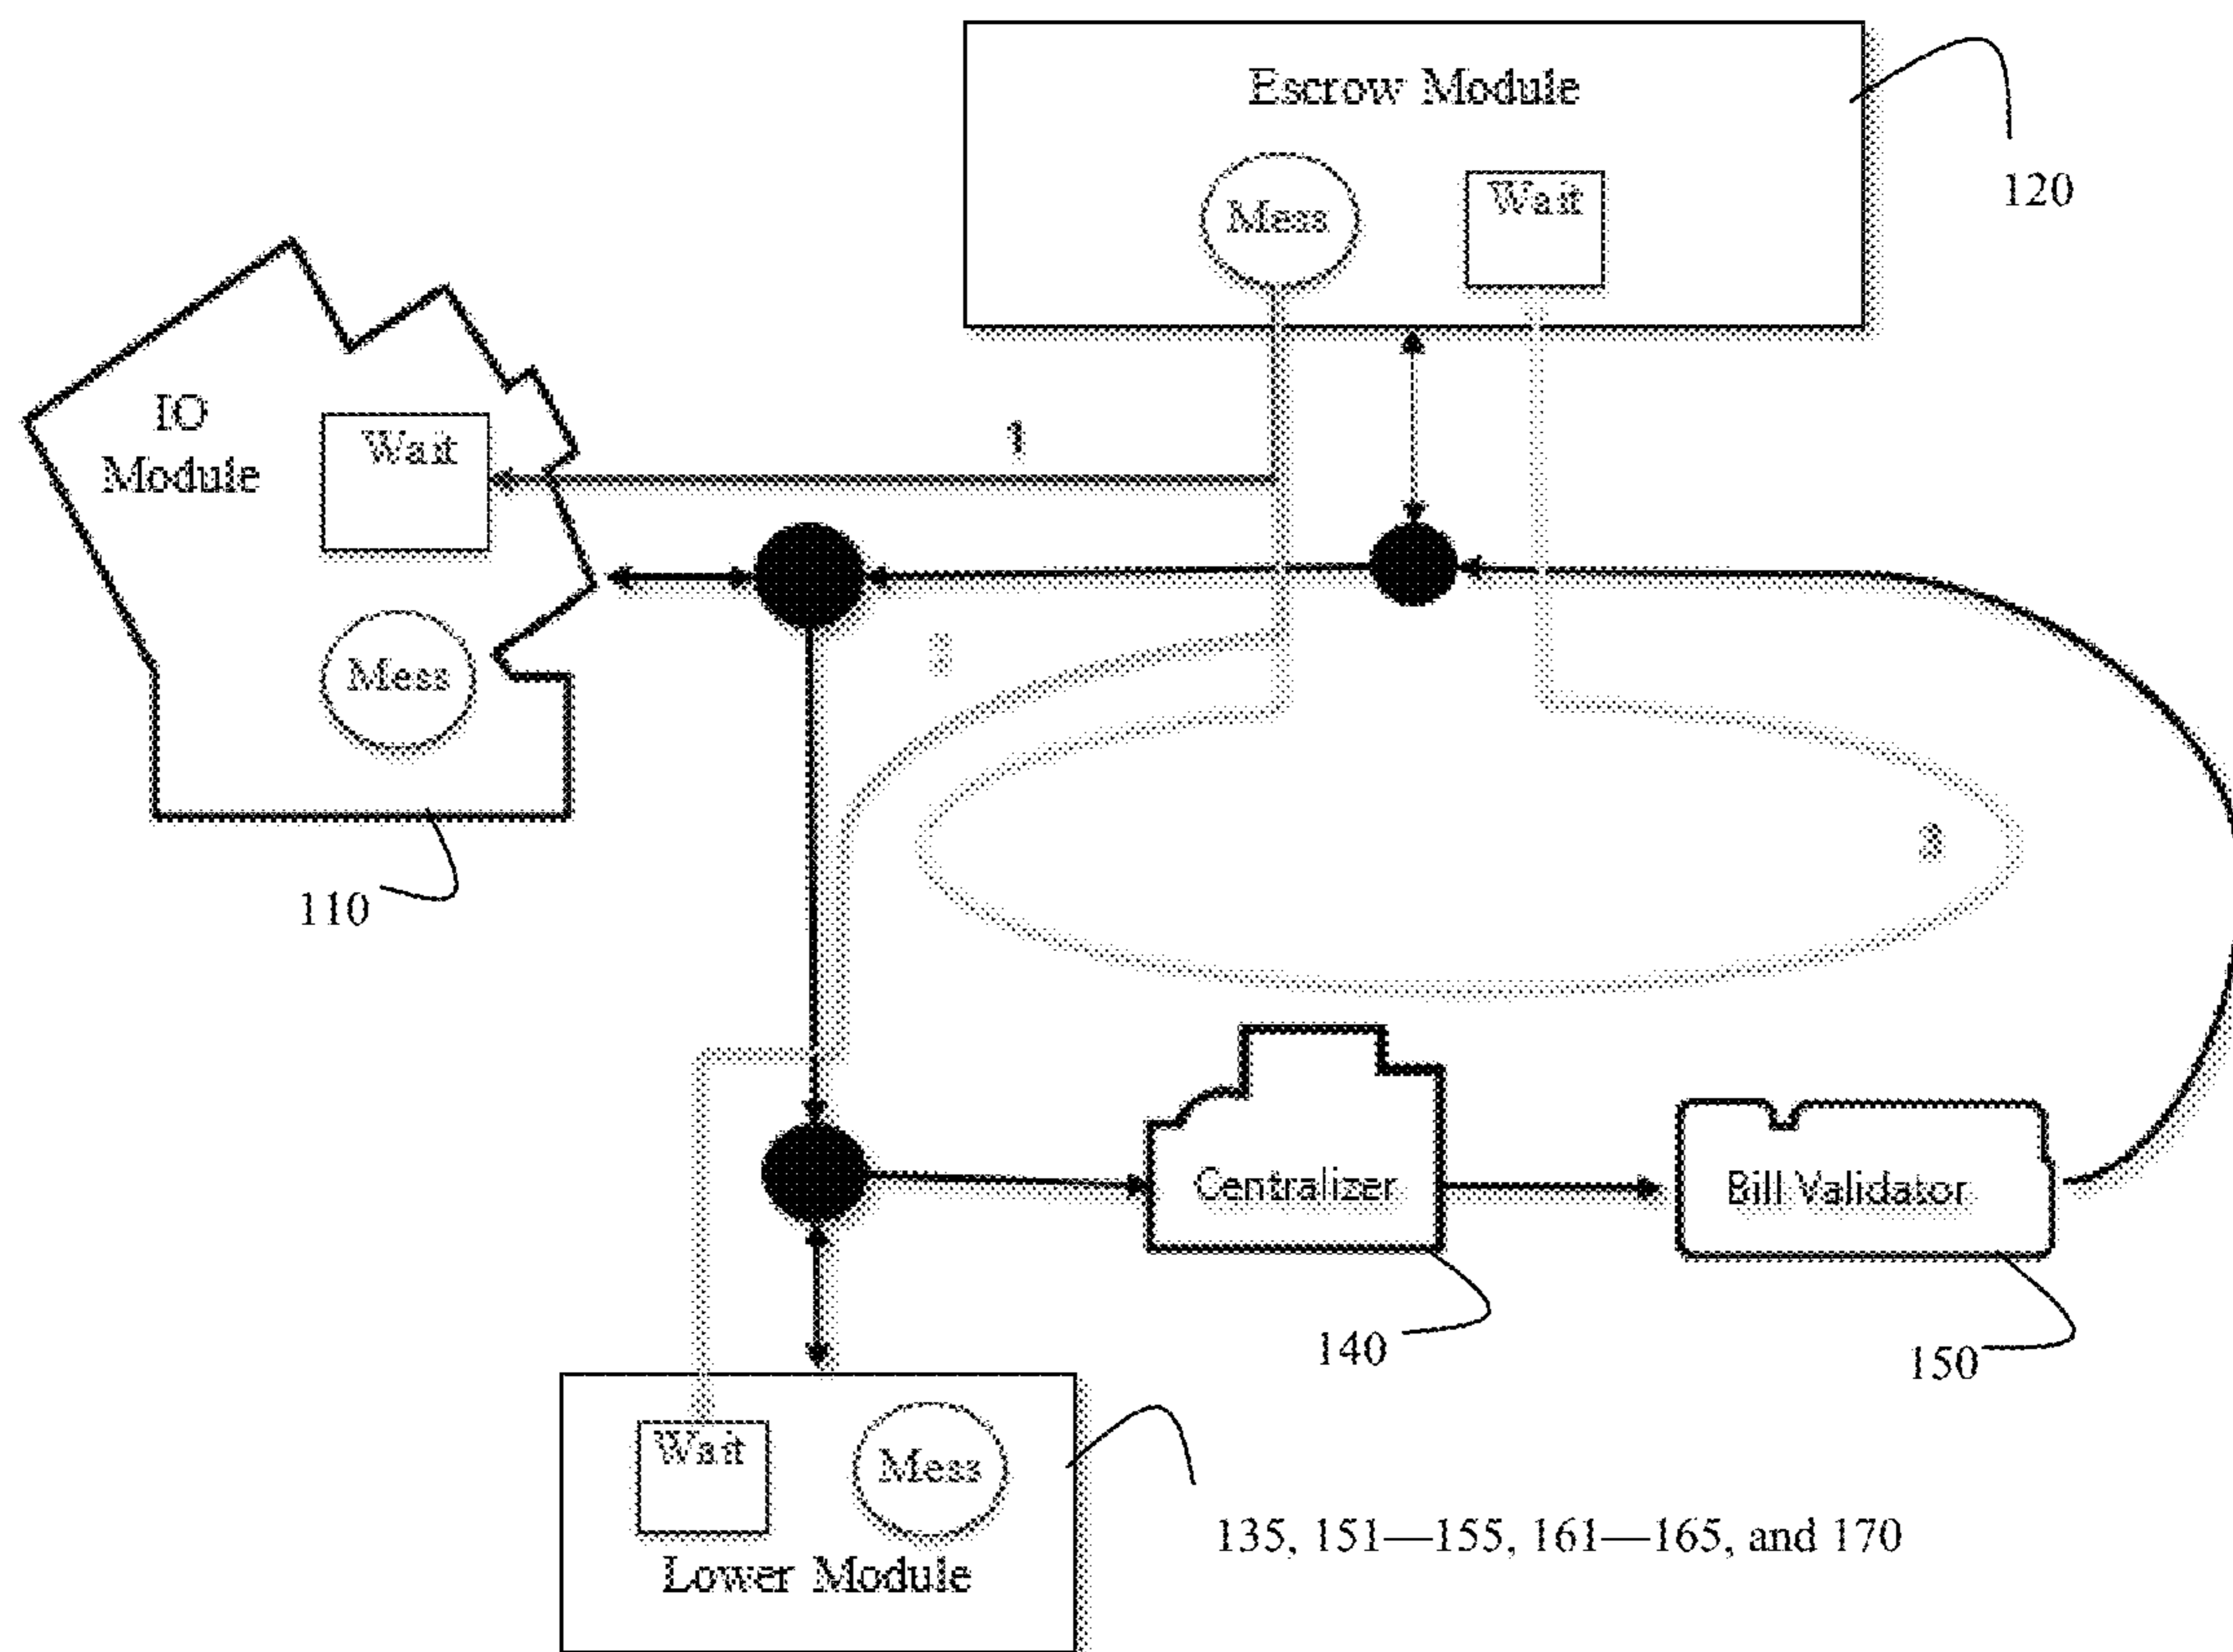 Escrow Module
Mess
Wait
120
IO
Module
Wait
1
Mess
110
Centralizer
Bill Validator
140
150
Wait
Mess
135, 151—155, 161—165, and 170
Lower Module